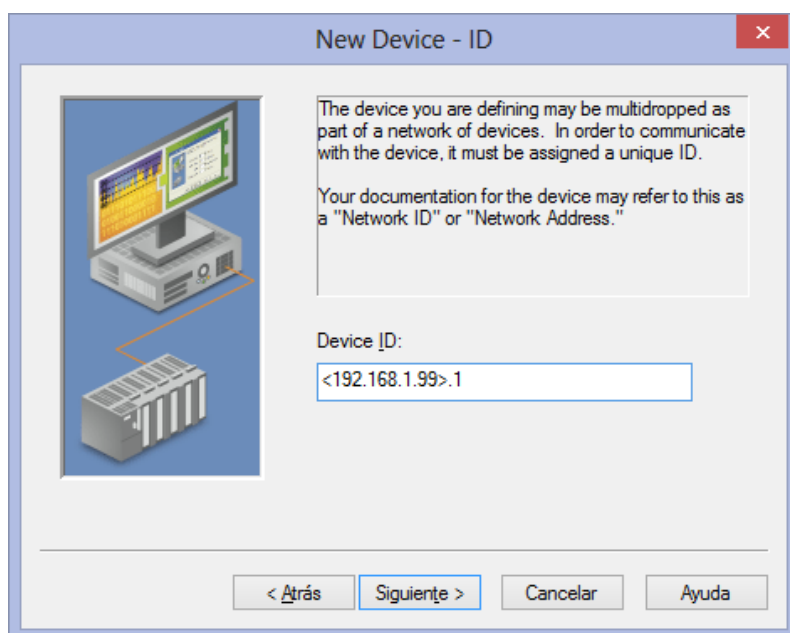 New Device - ID
The device you are defining may be multidropped as
part of a network of devices. In order to communicate
with the device, it must be assigned a unique ID.
Your documentation for the device may refer to this as
a "Network ID" or "Network Address."
Device ID:
<192.168.1.99>.1
< Atrás
Siguiente >
Cancelar
Ayuda